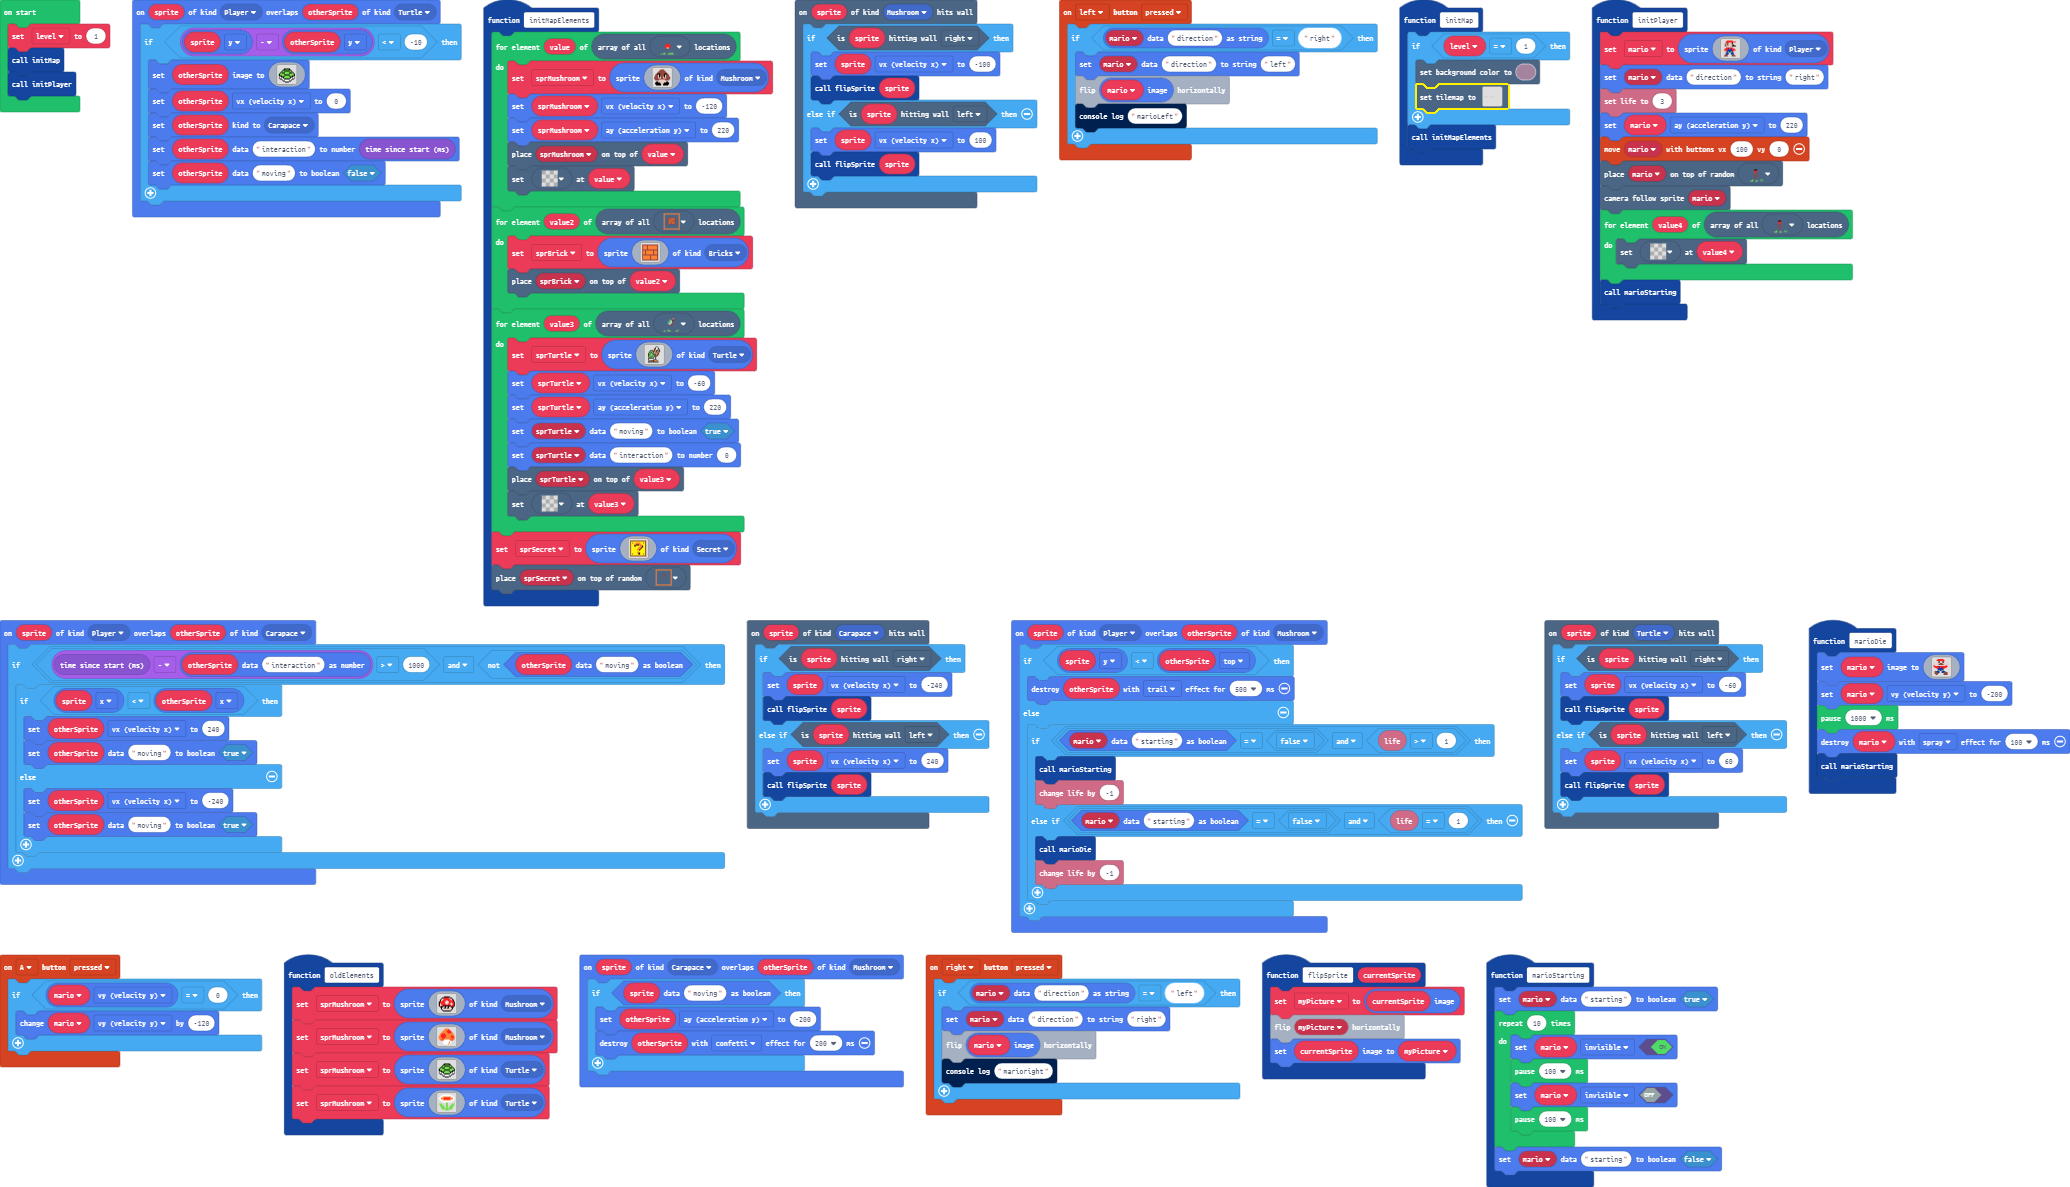 on start
set level to 1
call initMap
call initPlayer
on sprite of kind Player overlaps otherSprite of kind Turtle
if sprite y - otherSprite y < -10 then
set otherSprite image to
set otherSprite vx (velocity x) to 0
set otherSprite kind to Carapace
set otherSprite data "interaction" to number time since start (ms)
set otherSprite data "moving" to boolean false
function initMapElements
for element value of array of all locations
do
set sprMushroom to sprite of kind Mushroom
set sprMushroom vx (velocity x) to -120
set sprMushroom ay (acceleration y) to 220
place sprMushroom on top of value
set at value
for element value2 of array of all locations
do
set sprBrick to sprite of kind Bricks
place sprBrick on top of value2
for element value3 of array of all locations
do
set sprTurtle to sprite of kind Turtle
set sprTurtle vx (velocity x) to -60
set sprTurtle ay (acceleration y) to 220
set sprTurtle data "moving" to boolean true
set sprTurtle data "interaction" to number 0
place sprTurtle on top of value3
set at value3
set sprSecret to sprite of kind Secret
place sprSecret on top of random
on sprite of kind Mushroom hits wall
if is sprite hitting wall right then
set sprite vx (velocity x) to -100
call flipSprite sprite
else if is sprite hitting wall left then
set sprite vx (velocity x) to 100
call flipSprite sprite
on left button pressed
if mario data "direction" as string = "right" then
set mario data "direction" to string "left"
flip mario image horizontally
console log "marioLeft"
function initMap
if level = 1 then
set background color to
set tilemap to
call initMapElements
function initPlayer
set mario to sprite of kind Player
set mario data "direction" to string "right"
set life to 3
set mario ay (acceleration y) to 220
move mario with buttons vx 100 vy 0
place mario on top of random
camera follow sprite mario
for element value4 of array of all locations
do
set at value4
call marioStarting
on sprite of kind Player overlaps otherSprite of kind Carapace
if time since start (ms) - otherSprite data "interaction" as number > 1000 and not otherSprite data "moving" as boolean then
if sprite x < otherSprite x then
set otherSprite vx (velocity x) to 240
set otherSprite data "moving" to boolean true
else
set otherSprite vx (velocity x) to -240
set otherSprite data "moving" to boolean true
on sprite of kind Carapace hits wall
if is sprite hitting wall right then
set sprite vx (velocity x) to -240
call flipSprite sprite
else if is sprite hitting wall left then
set sprite vx (velocity x) to 240
call flipSprite sprite
on sprite of kind Player overlaps otherSprite of kind Mushroom
if sprite y < otherSprite top then
destroy otherSprite with trail effect for 500 ms
else
if mario data "starting" as boolean = false and life > 1 then
call marioStarting
change life by -1
else if mario data "starting" as boolean = false and life = 1 then
call marioDie
change life by -1
on sprite of kind Turtle hits wall
if is sprite hitting wall right then
set sprite vx (velocity x) to -60
call flipSprite sprite
else if is sprite hitting wall left then
set sprite vx (velocity x) to 60
call flipSprite sprite
function marioDie
set mario image to
set mario vy (velocity y) to -200
pause 1000 ms
destroy mario with spray effect for 100 ms
call marioStarting
on A button pressed
if mario vy (velocity y) = 0 then
change mario vy (velocity y) by -120
function oldElements
set sprMushroom to sprite of kind Mushroom
set sprMushroom to sprite of kind Mushroom
set sprMushroom to sprite of kind Turtle
set sprMushroom to sprite of kind Turtle
on sprite of kind Carapace overlaps otherSprite of kind Mushroom
if sprite data "moving" as boolean then
set otherSprite ay (acceleration y) to -200
destroy otherSprite with confetti effect for 200 ms
on right button pressed
if mario data "direction" as string = "left" then
set mario data "direction" to string "right"
flip mario image horizontally
console log "marioright"
function flipSprite currentSprite
set myPicture to currentSprite image
flip myPicture horizontally
set currentSprite image to myPicture
function marioStarting
set mario data "starting" to boolean true
repeat 10 times
do
set mario invisible ON
pause 100 ms
set mario invisible OFF
pause 100 ms
set mario data "starting" to boolean false